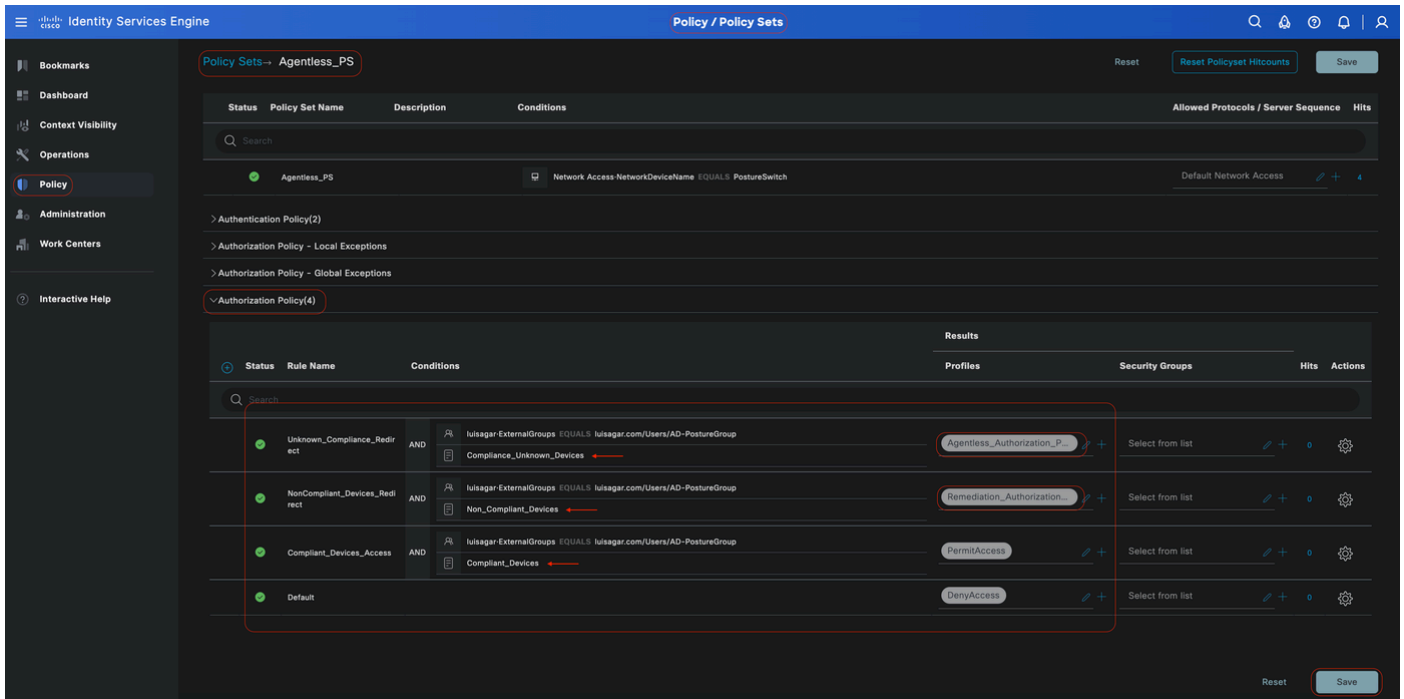 cisco Identity Services Engine
Policy / Policy Sets
Bookmarks
Dashboard
Context Visibility
Operations
Policy
Administration
Work Centers
Interactive Help
Policy Sets→ Agentless_PS
Reset
Reset Policyset Hitcounts
Save
Status Policy Set Name Description Conditions Allowed Protocols / Server Sequence Hits
Search
Agentless_PS Network Access·NetworkDeviceName EQUALS PostureSwitch Default Network Access 4
Authentication Policy(2)
Authorization Policy - Local Exceptions
Authorization Policy - Global Exceptions
Authorization Policy(4)
Results
Status Rule Name Conditions Profiles Security Groups Hits Actions
Search
Unknown_Compliance_Redir
ect
AND
luisagar·ExternalGroups EQUALS luisagar.com/Users/AD-PostureGroup
Compliance_Unknown_Devices
Agentless_Authorization_P...
Select from list
0
NonCompliant_Devices_Redi
rect
AND
luisagar·ExternalGroups EQUALS luisagar.com/Users/AD-PostureGroup
Non_Compliant_Devices
Remediation_Authorization...
Select from list
0
Compliant_Devices_Access
AND
luisagar·ExternalGroups EQUALS luisagar.com/Users/AD-PostureGroup
Compliant_Devices
PermitAccess
Select from list
0
Default
DenyAccess
Select from list
0
Reset
Save